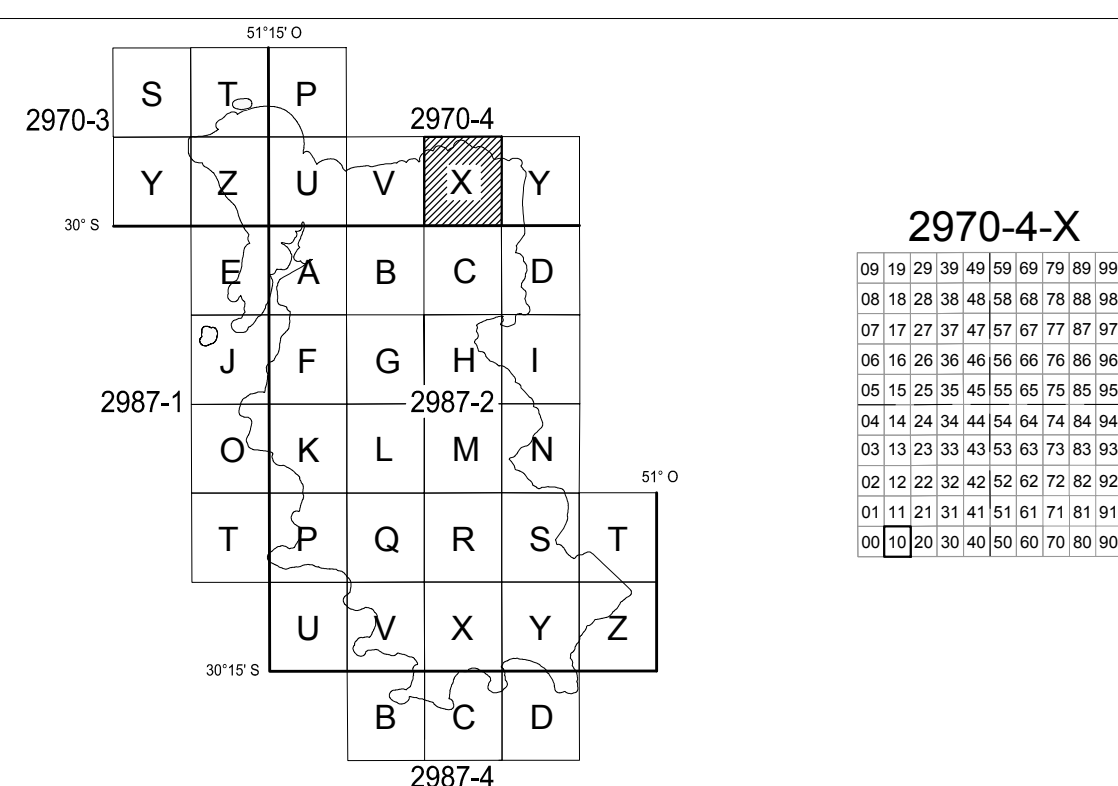 51°15' O
S T P
2970-3 2970-4
Y Z U V X Y
30° S
E A B C D
J F G H I
2987-1 2987-2
O K L M N
51° O
T P Q R S T
U V X Y Z
30°15' S
B C D
2987-4
2970-4-X
09 19 29 39 49 59 69 79 89 99
08 18 28 38 48 58 68 78 88 98
07 17 27 37 47 57 67 77 87 97
06 16 26 36 46 56 66 76 86 96
05 15 25 35 45 55 65 75 85 95
04 14 24 34 44 54 64 74 84 94
03 13 23 33 43 53 63 73 83 93
02 12 22 32 42 52 62 72 82 92
01 11 21 31 41 51 61 71 81 91
00 10 20 30 40 50 60 70 80 90